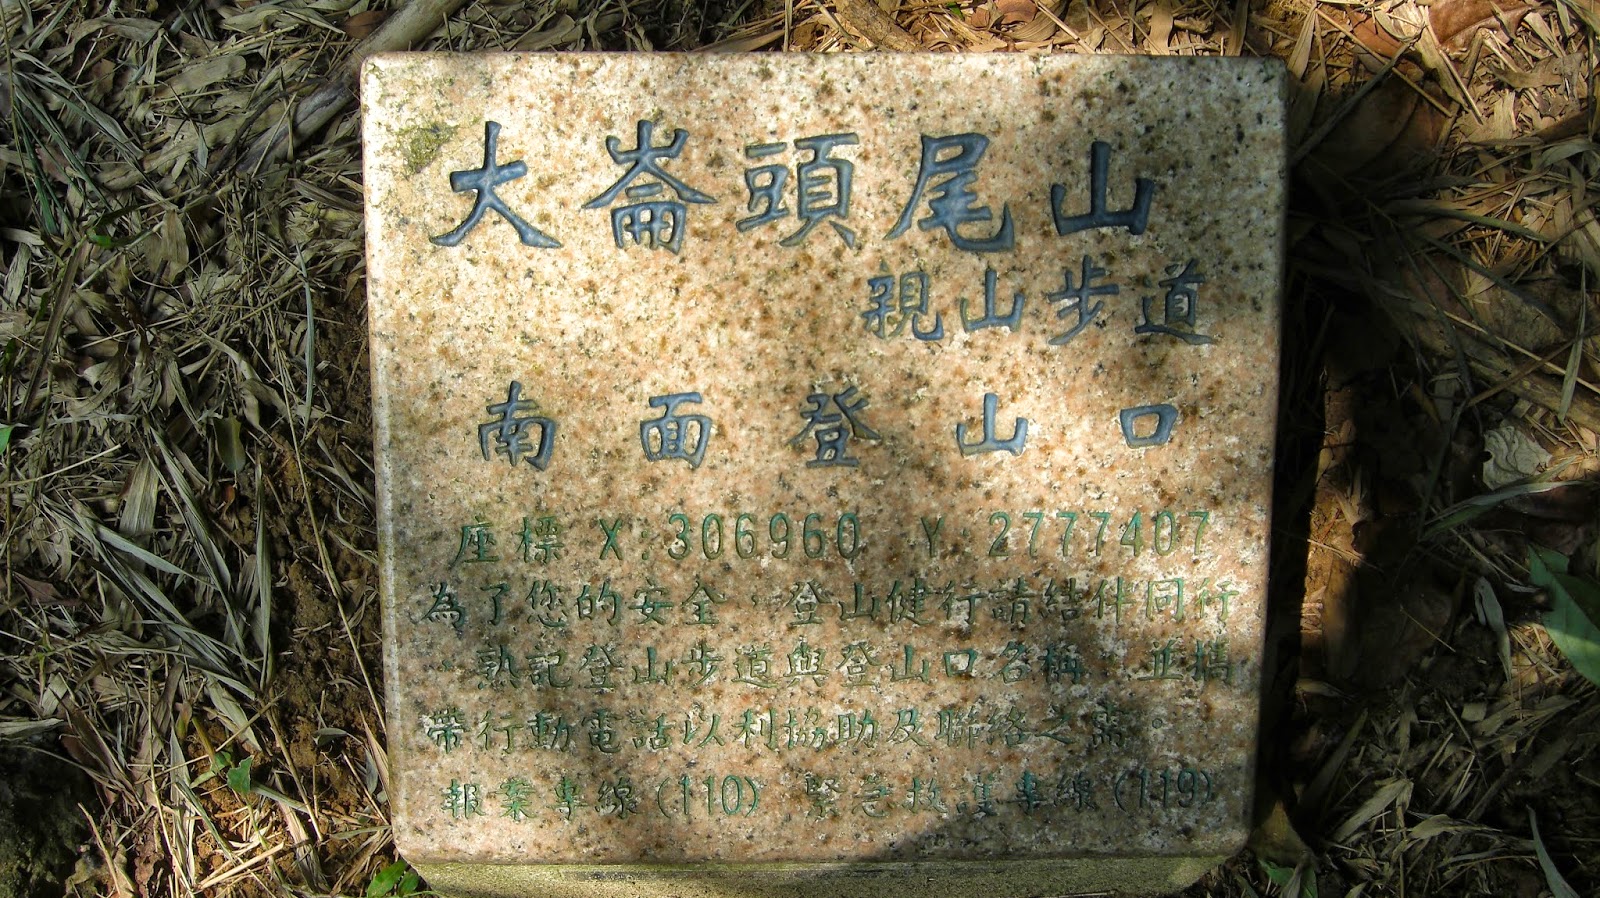 大崙頭尾山
親山步道
南面登山口
座標 X:306960 Y:2777407
為了您的安全,登山健行請結伴同行
,熟記登山步道與登山口名稱,並攜
帶行動電話以利協助及聯絡之需。
報案專線(110) 緊急救護專線(119)